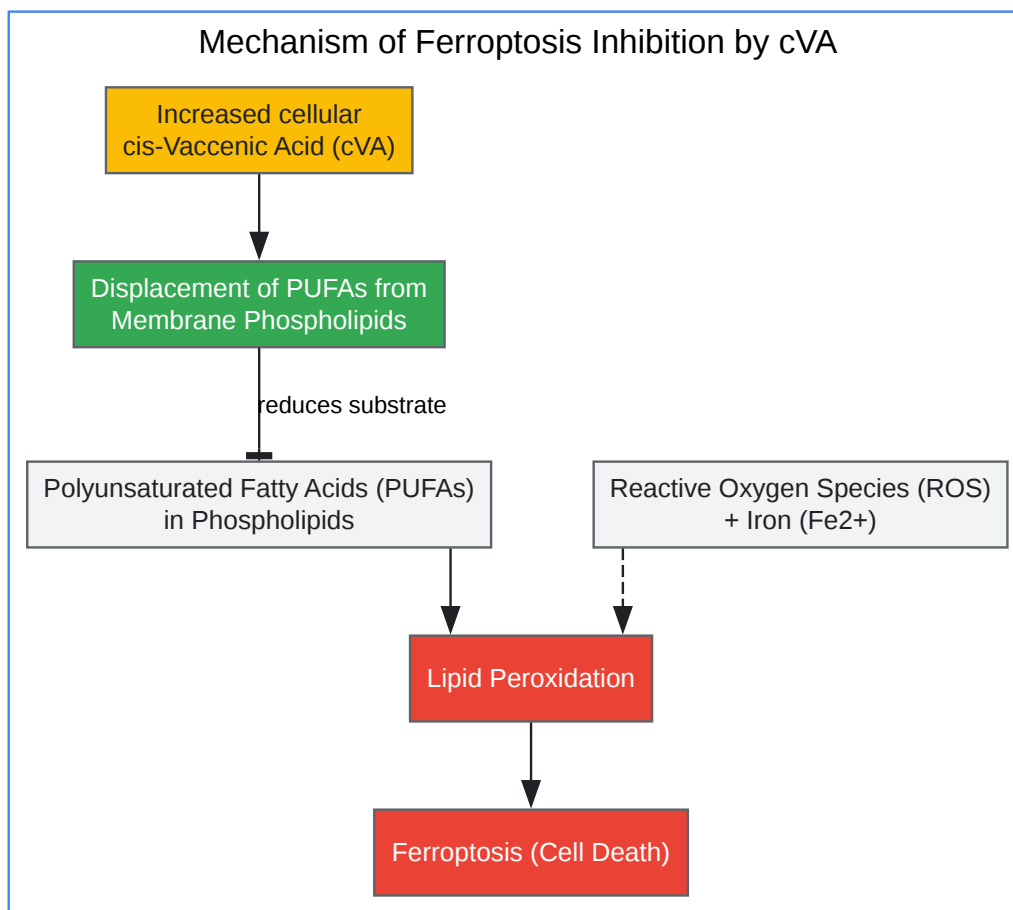 Mechanism of Ferroptosis Inhibition by cVA
Increased cellular
cis-Vaccenic Acid (cVA)
Displacement of PUFAs from
Membrane Phospholipids
reduces substrate
Polyunsaturated Fatty Acids (PUFAs)
in Phospholipids
Reactive Oxygen Species (ROS)
+ Iron (Fe2+)
Lipid Peroxidation
Ferroptosis (Cell Death)